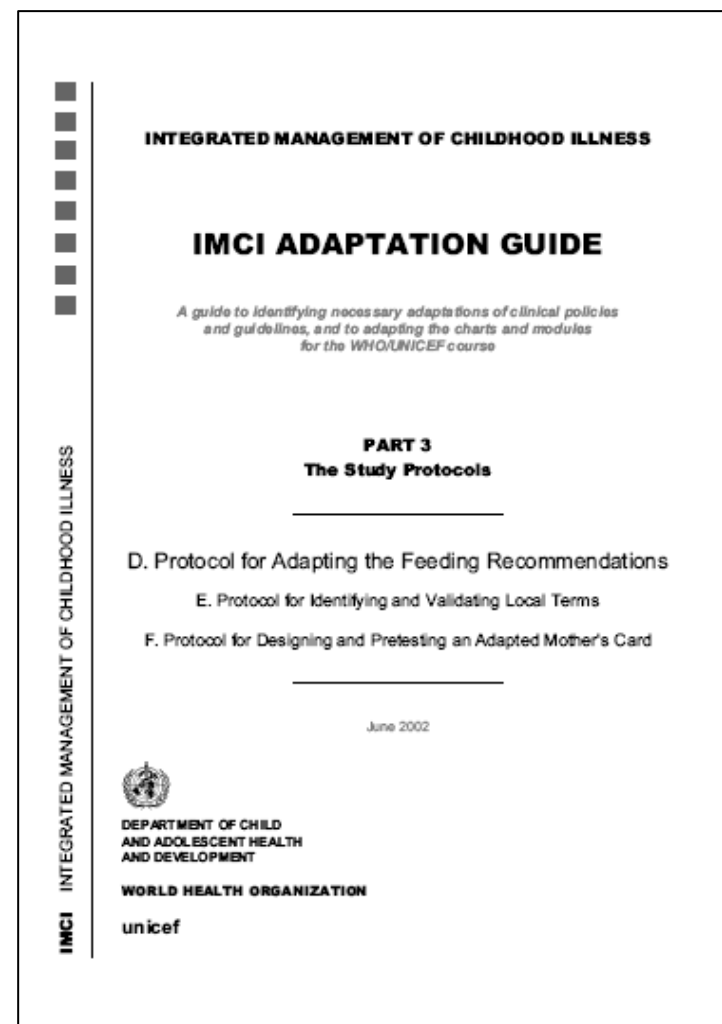 INTEGRATED MANAGEMENT OF CHILDHOOD ILLNESS
IMCI ADAPTATION GUIDE
A guide to identifying necessary adaptations of clinical policies
and guidelines, and to adapting the charts and modules
for the WHO/UNICEF course
PART 3
The Study Protocols
D. Protocol for Adapting the Feeding Recommendations
E. Protocol for Identifying and Validating Local Terms
F. Protocol for Designing and Pretesting an Adapted Mother's Card
June 2002
DEPARTMENT OF CHILD
AND ADOLESCENT HEALTH
AND DEVELOPMENT
WORLD HEALTH ORGANIZATION
unicef
IMCI INTEGRATED MANAGEMENT OF CHILDHOOD ILLNESS